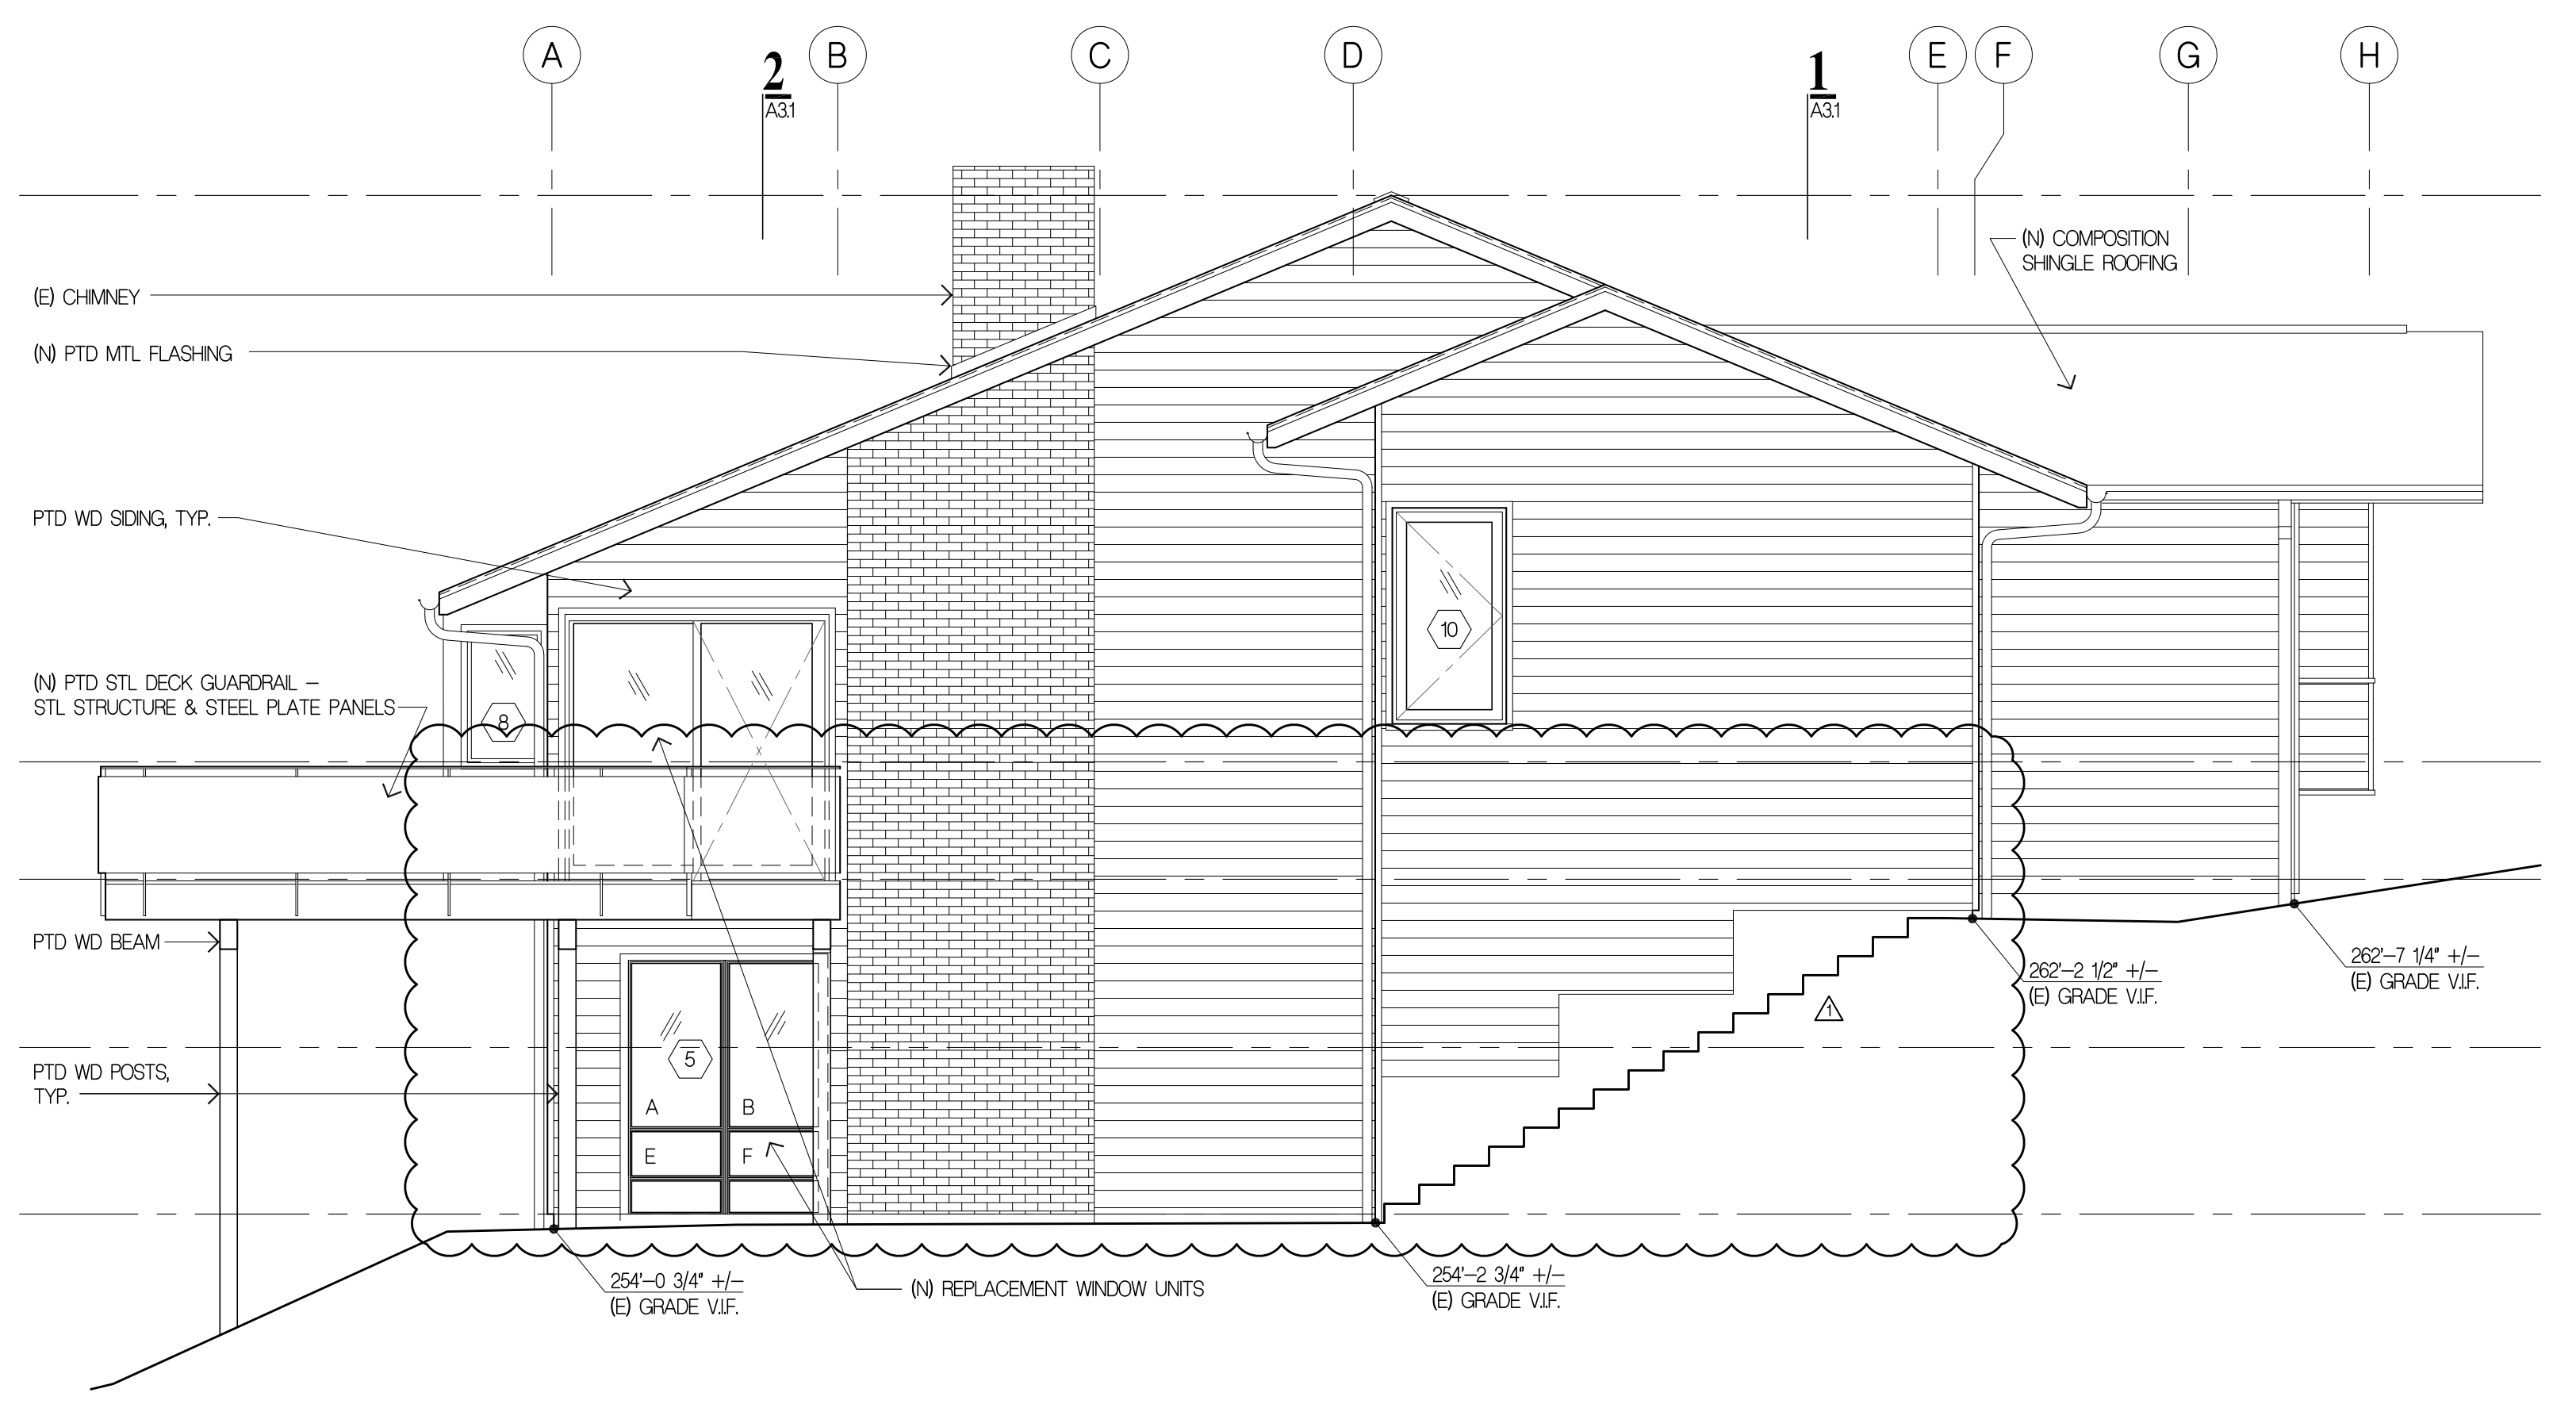 A
B
C
D
E
F
G
H
2
A3.1
1
A3.1
(N) COMPOSITION
SHINGLE ROOFING
(E) CHIMNEY
(N) PTD MTL FLASHING
PTD WD SIDING, TYP.
10
(N) PTD STL DECK GUARDRAIL –
STL STRUCTURE & STEEL PLATE PANELS
8
PTD WD BEAM
262'–7 1/4" +/–
(E) GRADE V.I.F.
262'–2 1/2" +/–
(E) GRADE V.I.F.
1
5
PTD WD POSTS,
TYP.
A
B
E
F
254'–0 3/4" +/–
(E) GRADE V.I.F.
(N) REPLACEMENT WINDOW UNITS
254'–2 3/4" +/–
(E) GRADE V.I.F.